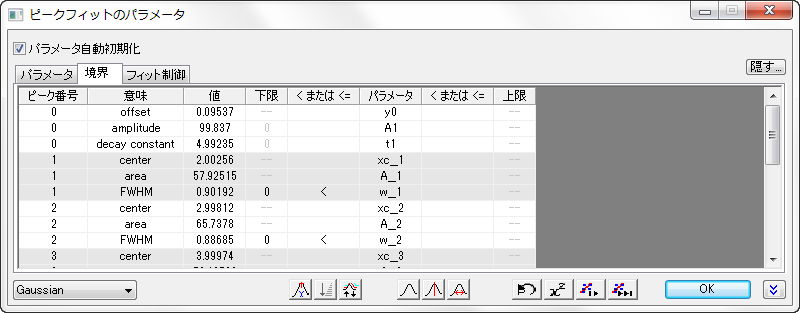 ピークフィットのパラメータ
パラメータ自動初期化
隠す...
パラメータ 境界 フィット制御
ピーク番号 意味 値 下限 < または <= パラメータ < または <= 上限
0 offset 0.09537 -- y0 --
0 amplitude 99.837 0 A1 --
0 decay constant 4.99235 0 t1 --
1 center 2.00256 -- xc_1 --
1 area 57.92515 -- A_1 --
1 FWHM 0.90192 0 < w_1 --
2 center 2.99812 -- xc_2 --
2 area 65.7378 -- A_2 --
2 FWHM 0.88685 0 < w_2 --
3 center 3.99974 -- xc_3 --
Gaussian x² OK